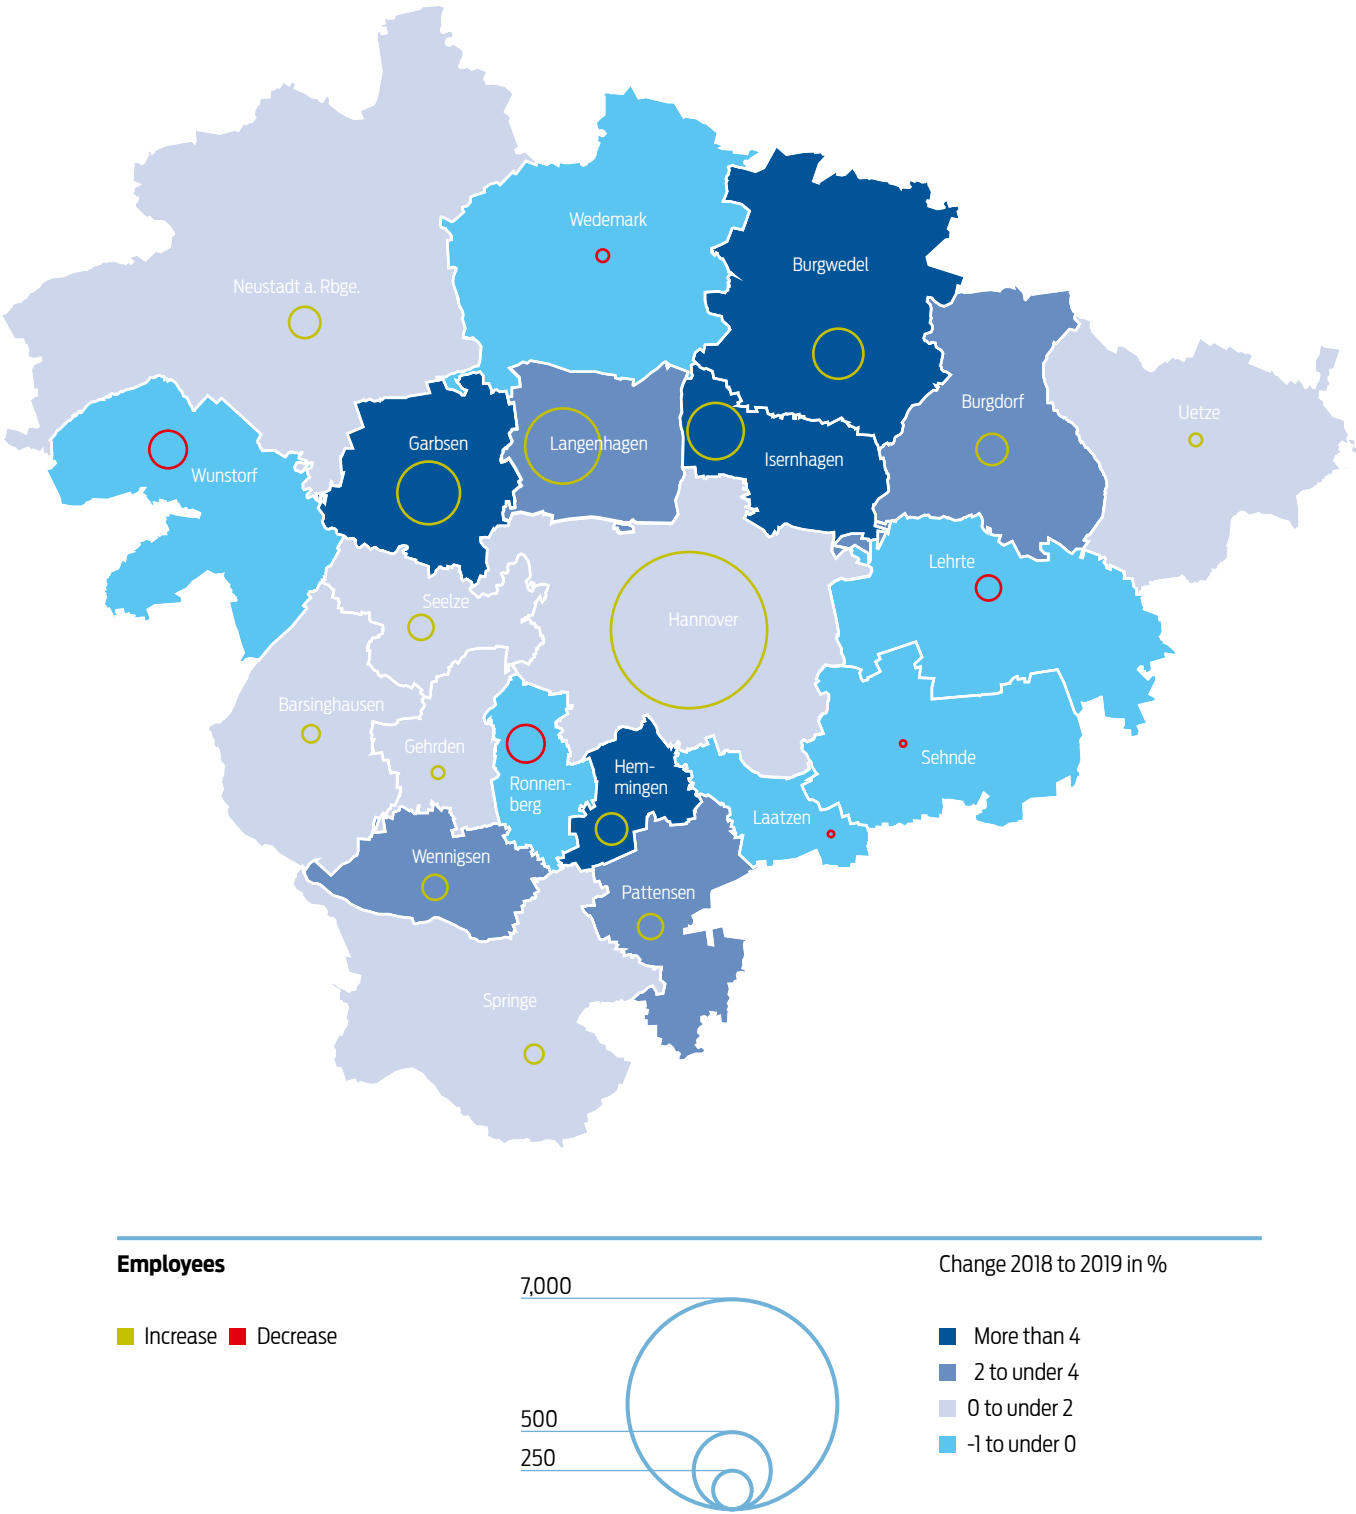 Wedemark
Burgwedel
Neustadt a. Rbge.
Burgdorf
Uetze
Garbsen
Langenhagen
Isernhagen
Wunstorf
Lehrte
Seelze
Hannover
Barsinghausen
Gehrden
Sehnde
Hem-
mingen
Ronnen-
berg
Laatzen
Wennigsen
Pattensen
Springe
Employees
Increase
Decrease
7,000
500
250
Change 2018 to 2019 in %
More than 4
2 to under 4
0 to under 2
-1 to under 0